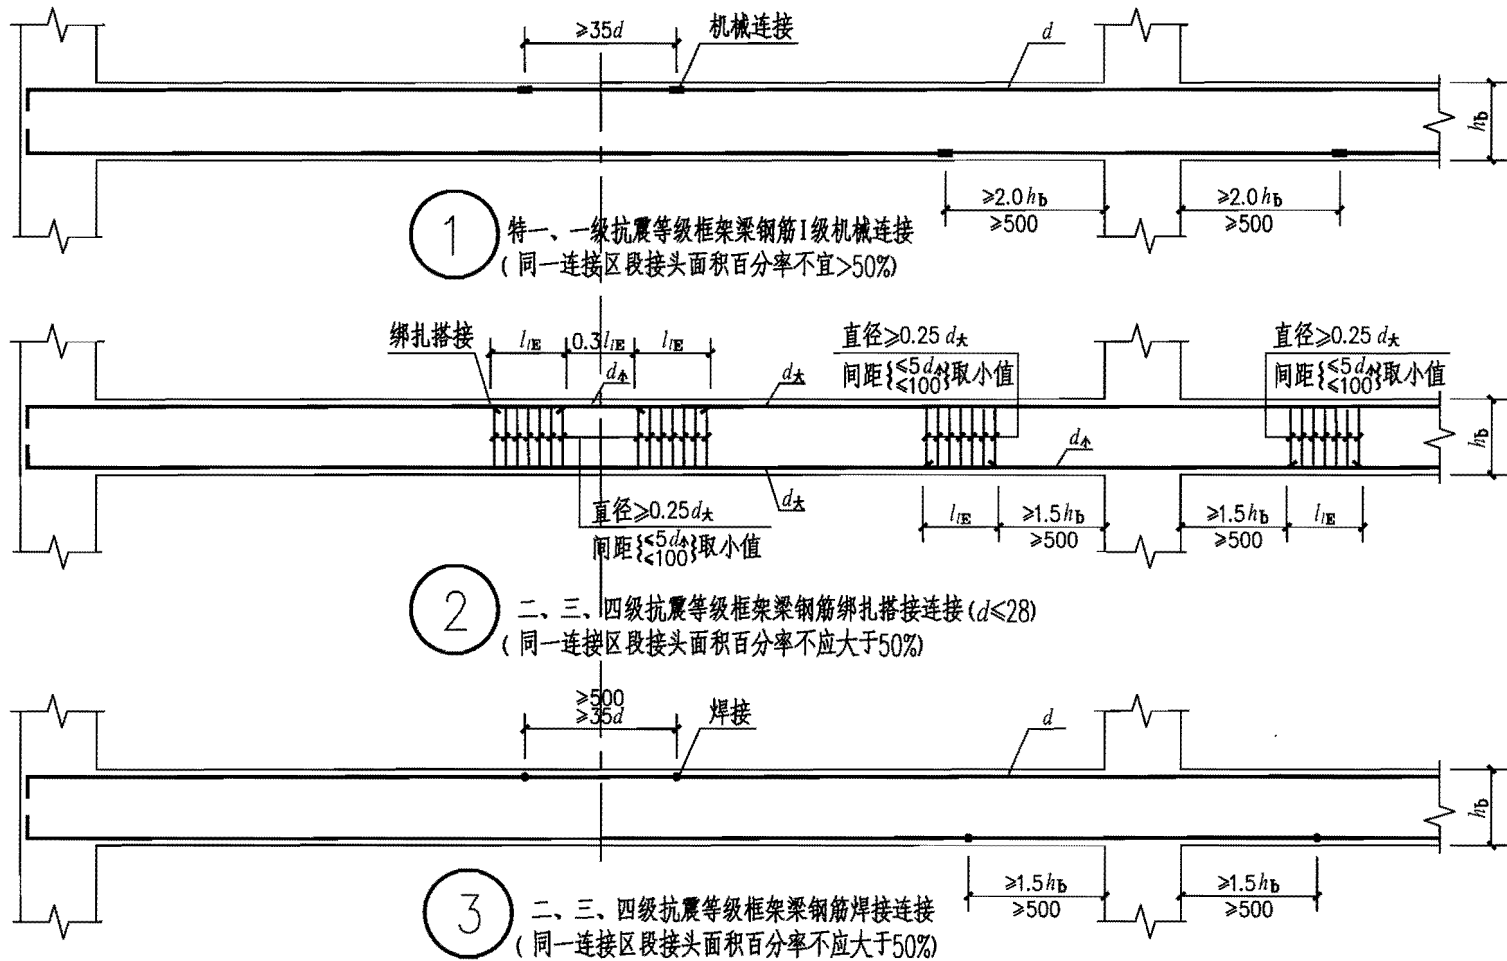 ≥35d
机械连接
d
hb
≥2.0hb
≥500
≥2.0hb
≥500
1
特一、一级抗震等级框架梁钢筋I级机械连接
(同一连接区段接头面积百分率不宜>50%)
绑扎搭接
llE
0.3llE
llE
d小
d大
直径≥0.25d大
间距{≤5d小
≤100}取小值
直径≥0.25d大
间距{≤5d小
≤100}取小值
d小
hb
d大
直径≥0.25d大
间距{≤5d小
≤100}取小值
llE
≥1.5hb
≥500
≥1.5hb
≥500
llE
2
二、三、四级抗震等级框架梁钢筋绑扎搭接连接(d≤28)
(同一连接区段接头面积百分率不应大于50%)
≥500
≥35d
焊接
d
hb
≥1.5hb
≥500
≥1.5hb
≥500
3
二、三、四级抗震等级框架梁钢筋焊接连接
(同一连接区段接头面积百分率不应大于50%)